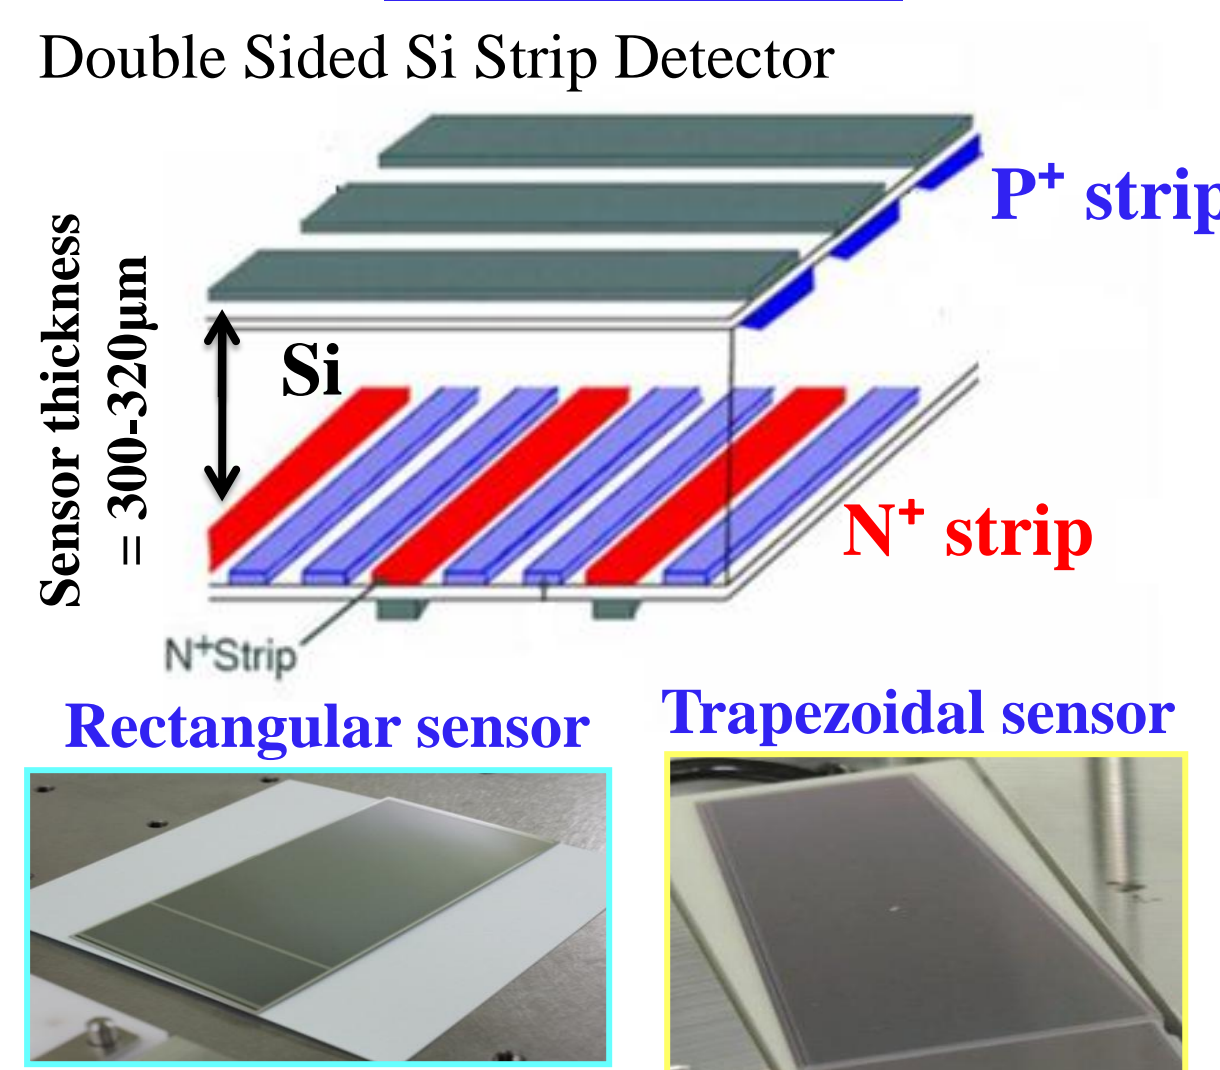 Double Sided Si Strip Detector
P⁺ strip
Sensor thickness
= 300-320μm
Si
N⁺ strip
N⁺Strip
Rectangular sensor
Trapezoidal sensor